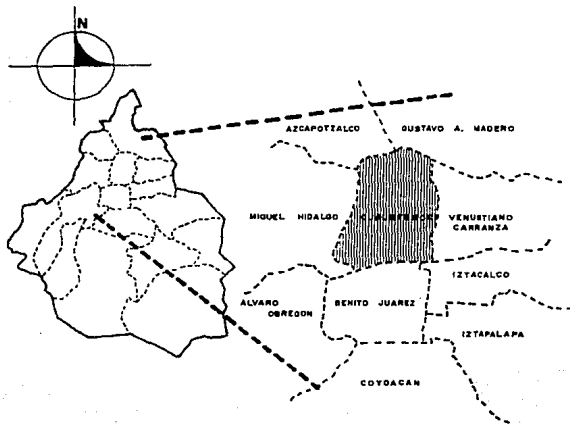 N
AZCAPOTZALCO
GUSTAVO A. MADERO
MIGUEL HIDALGO
VENUSTIANO
CARRANZA
IZTACALCO
ALVARO
OBREGON
BENITO JUAREZ
IZTAPALAPA
COYOACAN